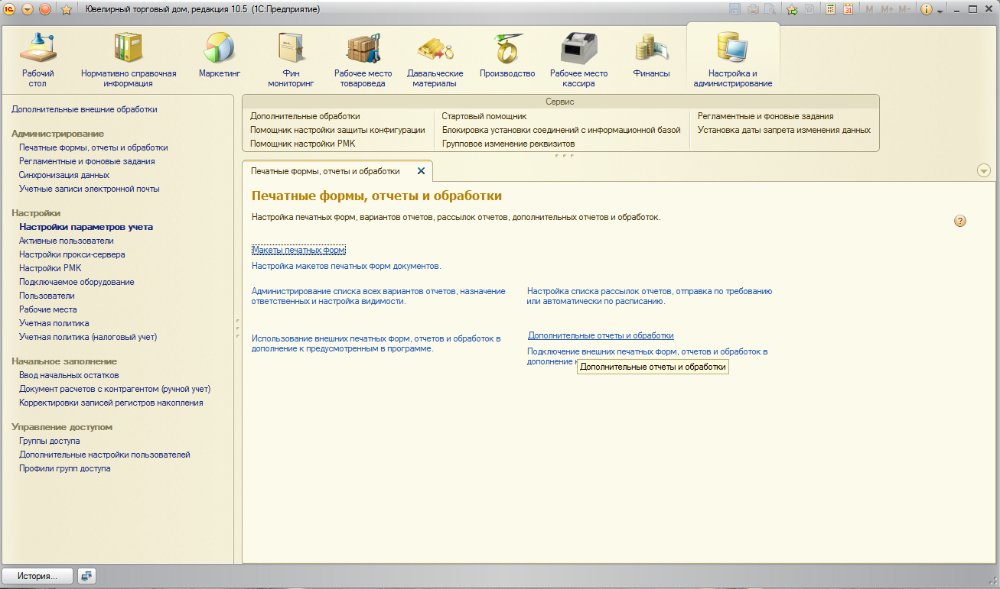 Ювелирный торговый дом, редакция 10.5 (1С:Предприятие)
M M+ M-
31
Рабочий
стол
Нормативно справочная
информация
Маркетинг
Фин
мониторинг
Рабочее место
товароведа
Давальческие
материалы
Производство
Рабочее место
кассира
Финансы
Настройка и
администрирование
Дополнительные внешние обработки
Администрирование
Печатные формы, отчеты и обработки
Регламентные и фоновые задания
Синхронизация данных
Учетные записи электронной почты
Настройки
Настройки параметров учета
Активные пользователи
Настройки прокси-сервера
Настройки РМК
Подключаемое оборудование
Пользователи
Рабочие места
Учетная политика
Учетная политика (налоговый учет)
Начальное заполнение
Ввод начальных остатков
Документ расчетов с контрагентом (ручной учет)
Корректировки записей регистров накопления
Управление доступом
Группы доступа
Дополнительные настройки пользователей
Профили групп доступа
Сервис
Дополнительные обработки
Помощник настройки защиты конфигурации
Помощник настройки РМК
Стартовый помощник
Блокировка установки соединений с информационной базой
Групповое изменение реквизитов
Регламентные и фоновые задания
Установка даты запрета изменения данных
Печатные формы, отчеты и обработки
Печатные формы, отчеты и обработки
Настройка печатных форм, вариантов отчетов, рассылок отчетов, дополнительных отчетов и обработок.
Макеты печатных форм
Настройка макетов печатных форм документов.
Администрирование списка всех вариантов отчетов, назначение
ответственных и настройка видимости.
Настройка списка рассылок отчетов, отправка по требованию
или автоматически по расписанию.
Использование внешних печатных форм, отчетов и обработок в
дополнение к предусмотренным в программе.
Дополнительные отчеты и обработки
Подключение внешних печатных форм, отчетов и обработок в
дополнение
Дополнительные отчеты и обработки
История...